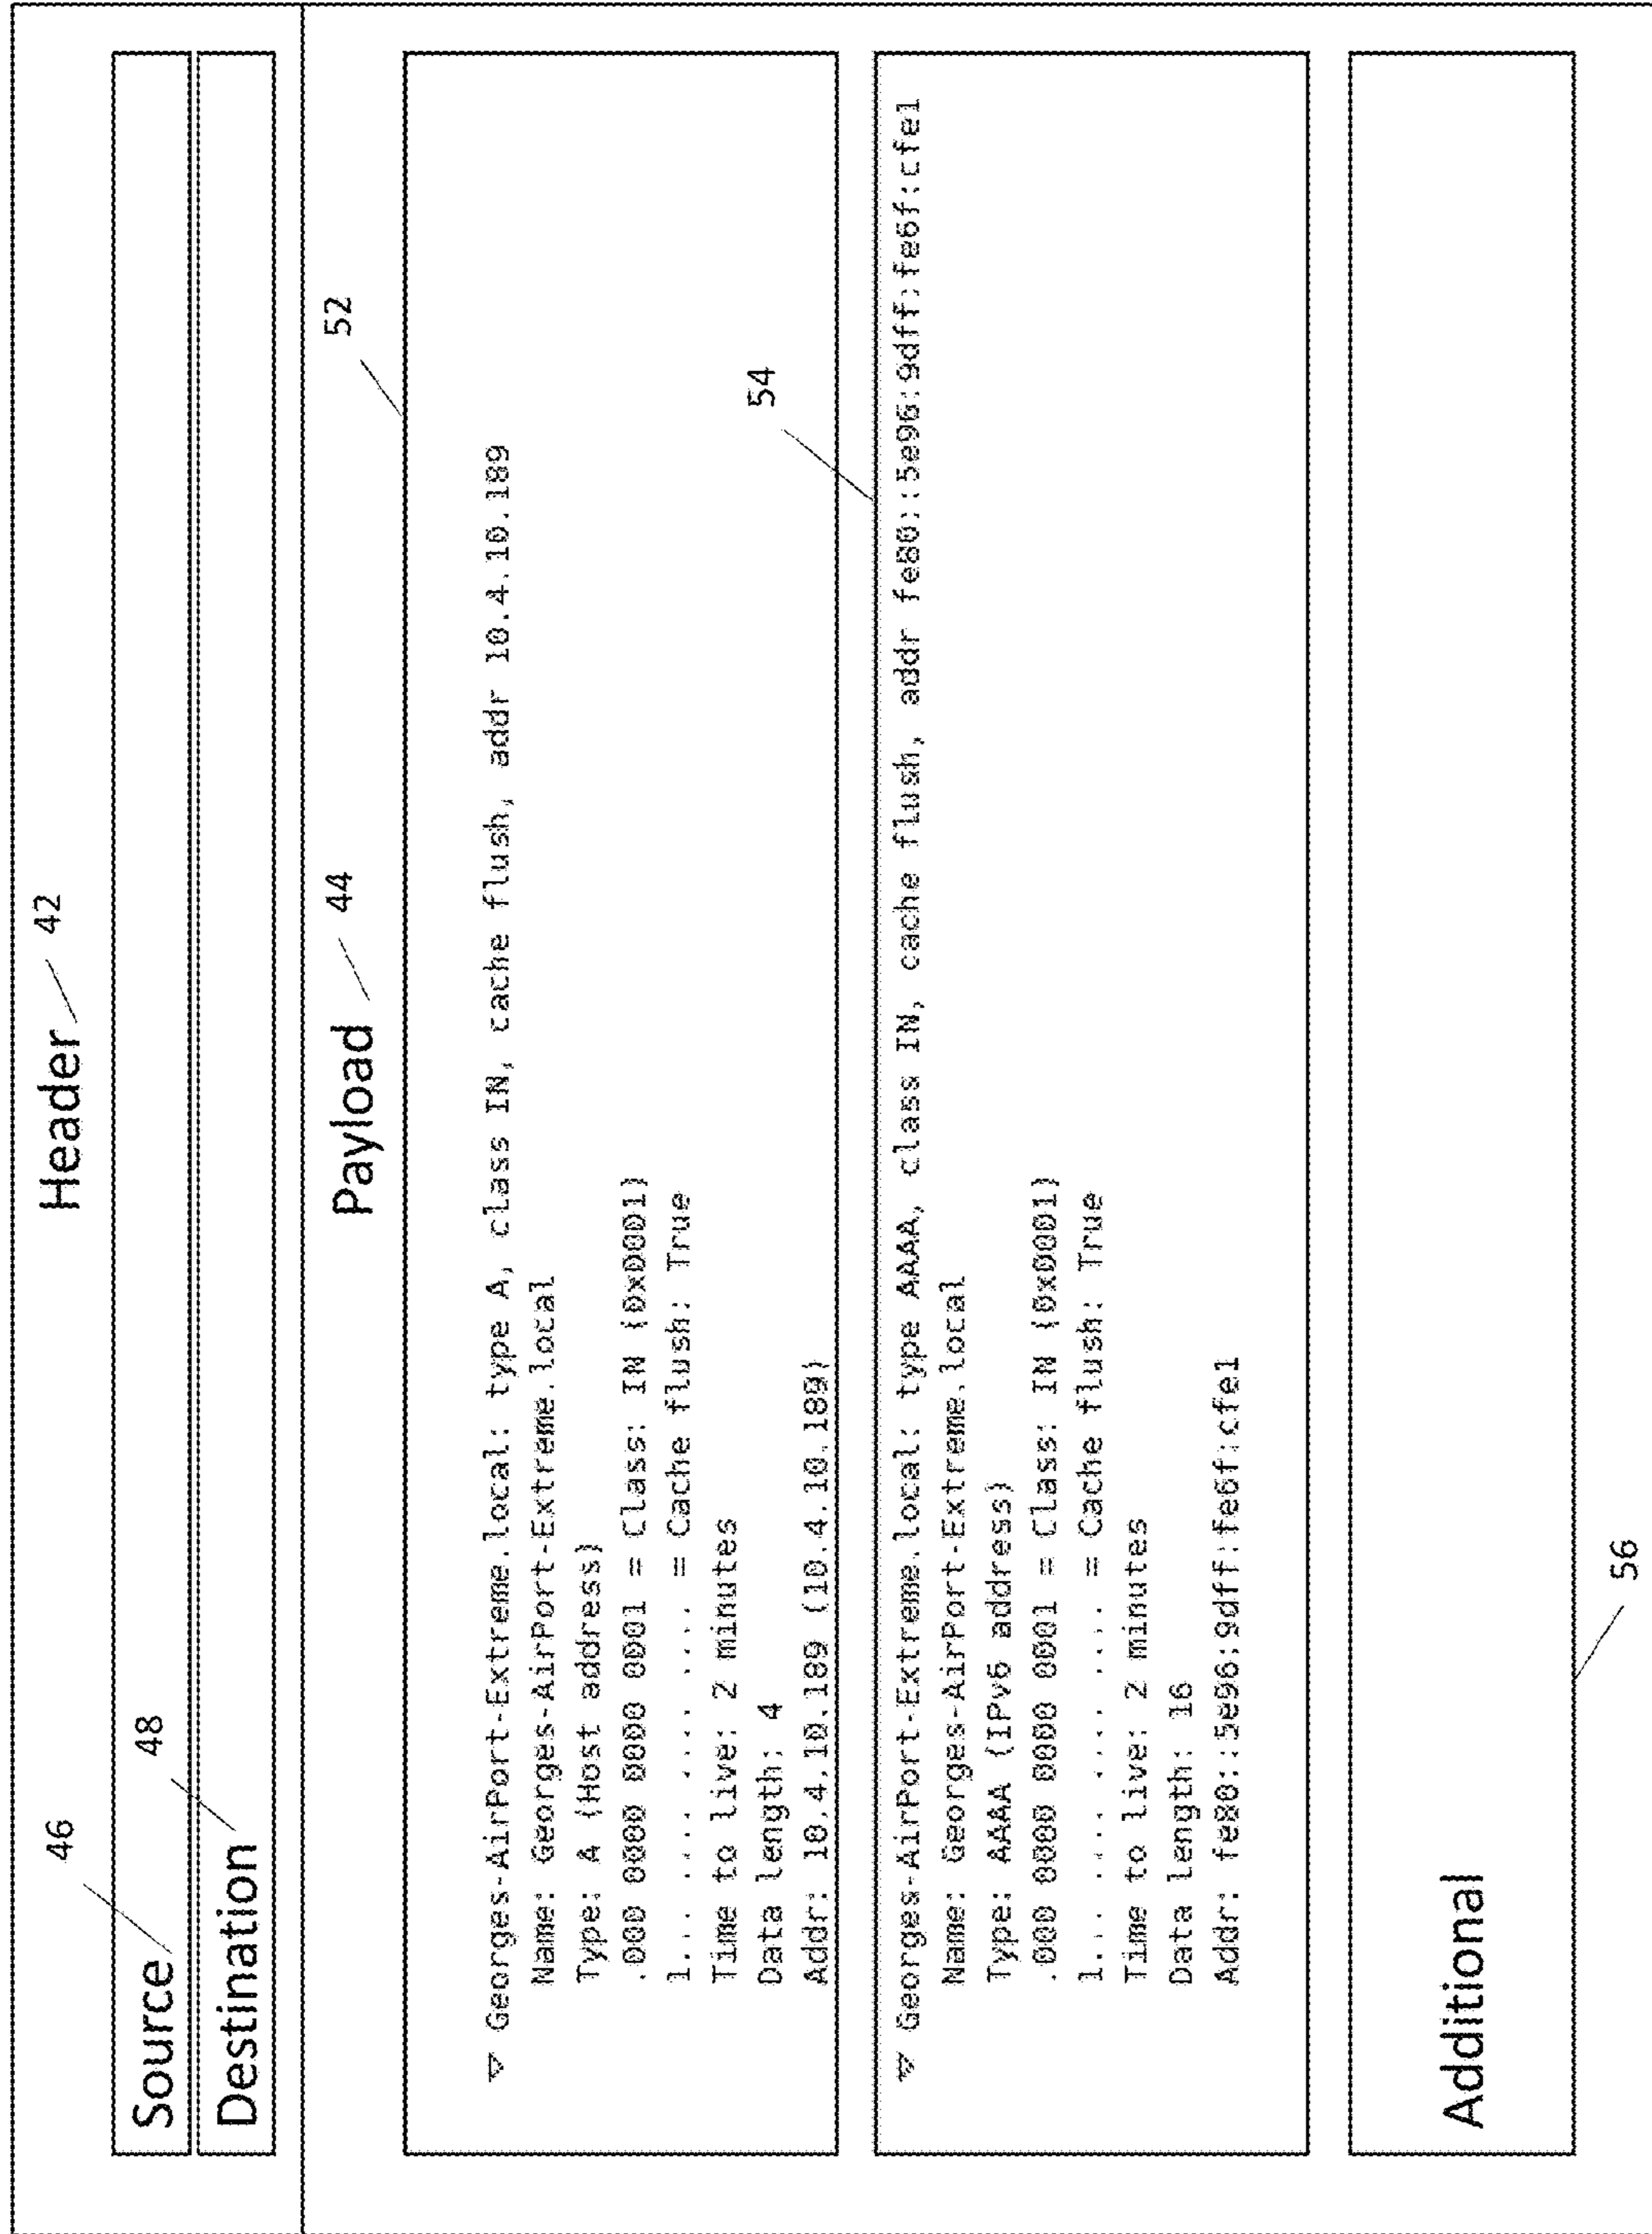 Header 42
46
Source
48
Destination
Payload 44
52
▽ Georges-AirPort-Extreme.local: type A, class IN, cache flush, addr 10.4.10.189
Name: Georges-AirPort-Extreme.local
Type: A (Host address)
.000 0000 0000 0001 = Class: IN (0x0001)
1... .... .... .... = Cache flush: True
Time to live: 2 minutes
Data length: 4
Addr: 10.4.10.189 (10.4.10.189)
54
▽ Georges-AirPort-Extreme.local: type AAAA, class IN, cache flush, addr fe80::5e96:9dff:fe6f:cfe1
Name: Georges-AirPort-Extreme.local
Type: AAAA (IPv6 address)
.000 0000 0000 0001 = Class: IN (0x0001)
1... .... .... .... = Cache flush: True
Time to live: 2 minutes
Data length: 16
Addr: fe80::5e96:9dff:fe6f:cfe1
Additional
56